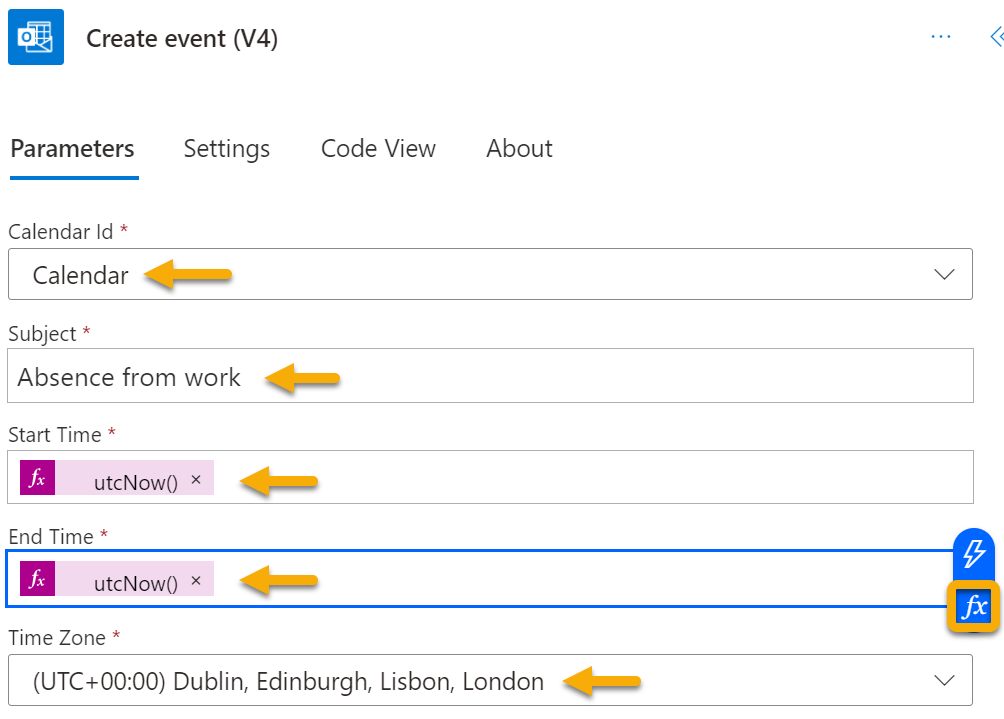 Create event (V4)
Parameters Settings Code View About
Calendar Id *
Calendar
Subject *
Absence from work
Start Time *
fx utcNow() ×
End Time *
fx utcNow() ×
fx
Time Zone *
(UTC+00:00) Dublin, Edinburgh, Lisbon, London